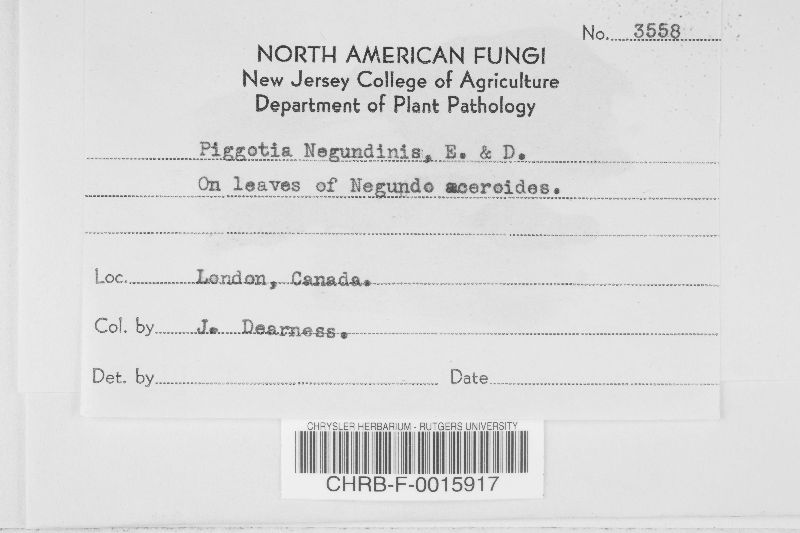 No. 3558
NORTH AMERICAN FUNGI
New Jersey College of Agriculture
Department of Plant Pathology
Piggotia Negundinis, E. & D.
On leaves of Negundo aceroides.
Loc. London, Canada.
Col. by J. Dearness.
Det. by Date
CHRYSLER HERBARIUM - RUTGERS UNIVERSITY
CHRB-F-0015917